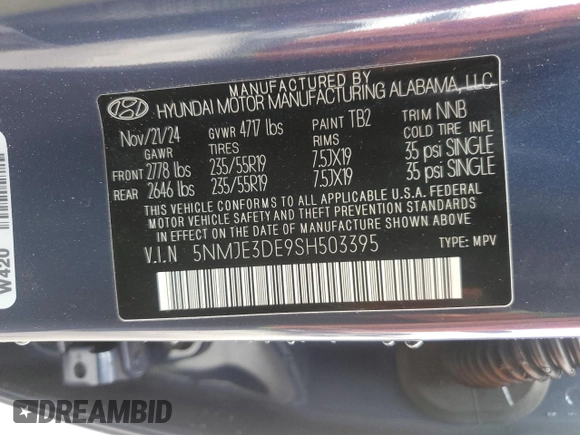 MANUFACTURED BY
HYUNDAI MOTOR MANUFACTURING ALABAMA, LLC
Nov/21/24 GVWR 4717 lbs PAINT TB2 TRIM NNB
GAWR TIRES RIMS COLD TIRE INFL
FRONT 2778 lbs 235/55R19 7.5JX19 35 psi SINGLE
REAR 2646 lbs 235/55R19 7.5JX19 35 psi SINGLE
THIS VEHICLE CONFORMS TO ALL APPLICABLE U.S.A. FEDERAL
MOTOR VEHICLE SAFETY AND THEFT PREVENTION STANDARDS
IN EFFECT ON THE DATE OF MANUFACTURE SHOWN ABOVE.
V.I.N 5NMJE3DE9SH503395 TYPE: MPV
W420
DREAMBID